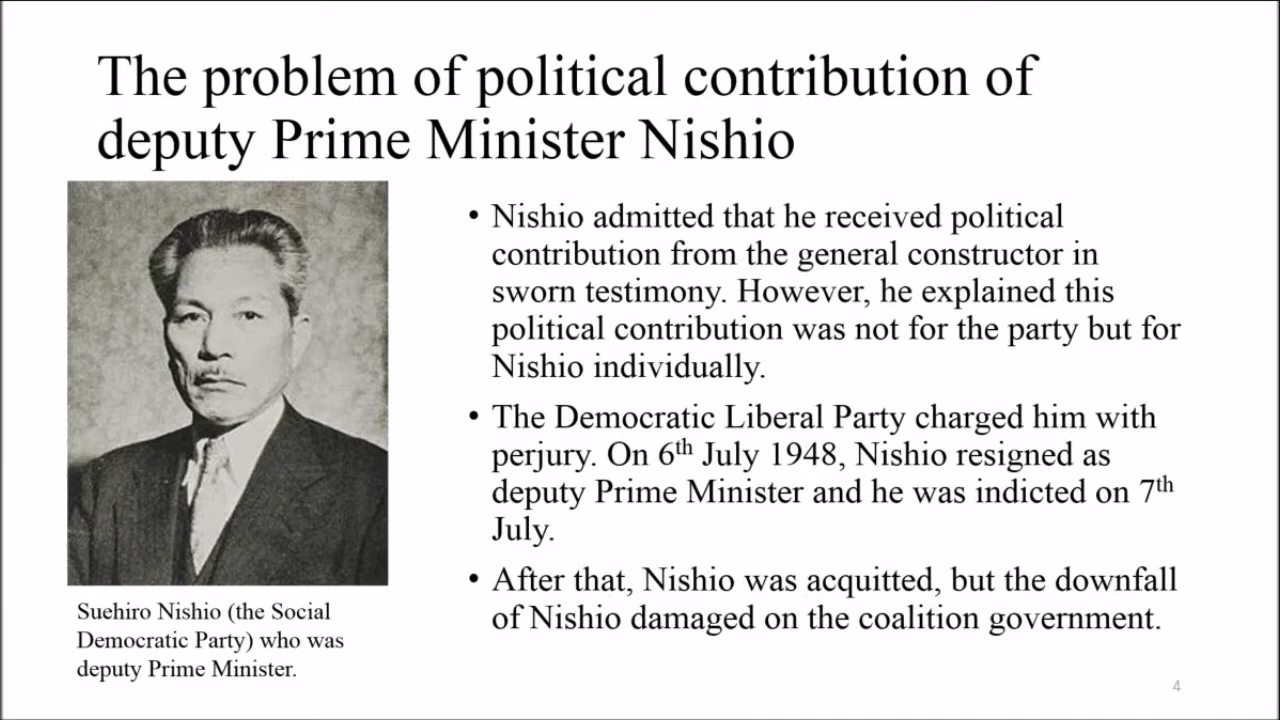 The problem of political contribution of
deputy Prime Minister Nishio
• Nishio admitted that he received political
contribution from the general constructor in
sworn testimony. However, he explained this
political contribution was not for the party but for
Nishio individually.
• The Democratic Liberal Party charged him with
perjury. On 6th July 1948, Nishio resigned as
deputy Prime Minister and he was indicted on 7th
July.
• After that, Nishio was acquitted, but the downfall
of Nishio damaged on the coalition government.
Suehiro Nishio (the Social
Democratic Party) who was
deputy Prime Minister.
4